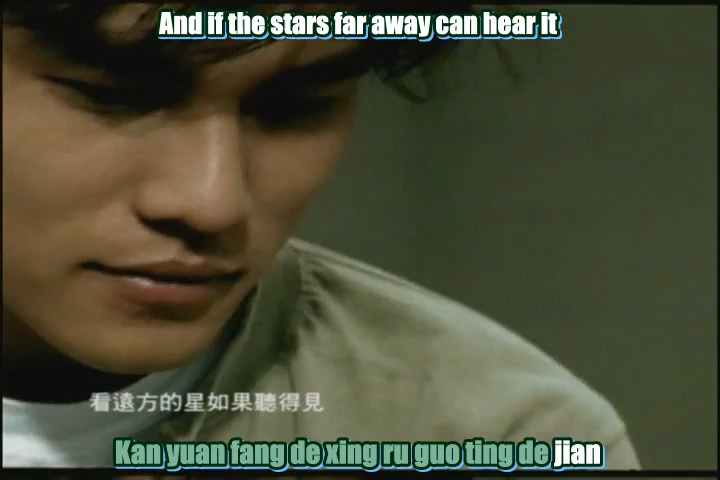 And if the stars far away can hear it
看遠方的星如果聽得見
Kan yuan fang de xing ru guo ting de jian